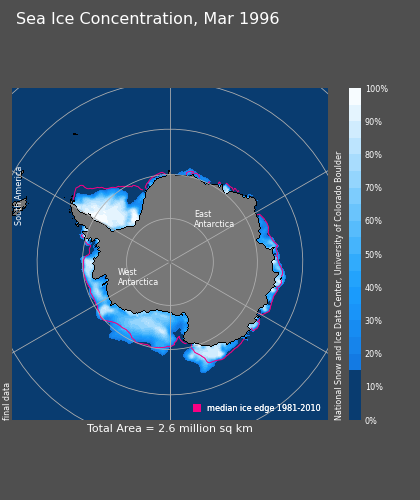 Sea Ice Concentration, Mar 1996
South America
East
Antarctica
West
Antarctica
final data
median ice edge 1981-2010
Total Area = 2.6 million sq km
National Snow and Ice Data Center, University of Colorado Boulder
100%
90%
80%
70%
60%
50%
40%
30%
20%
10%
0%